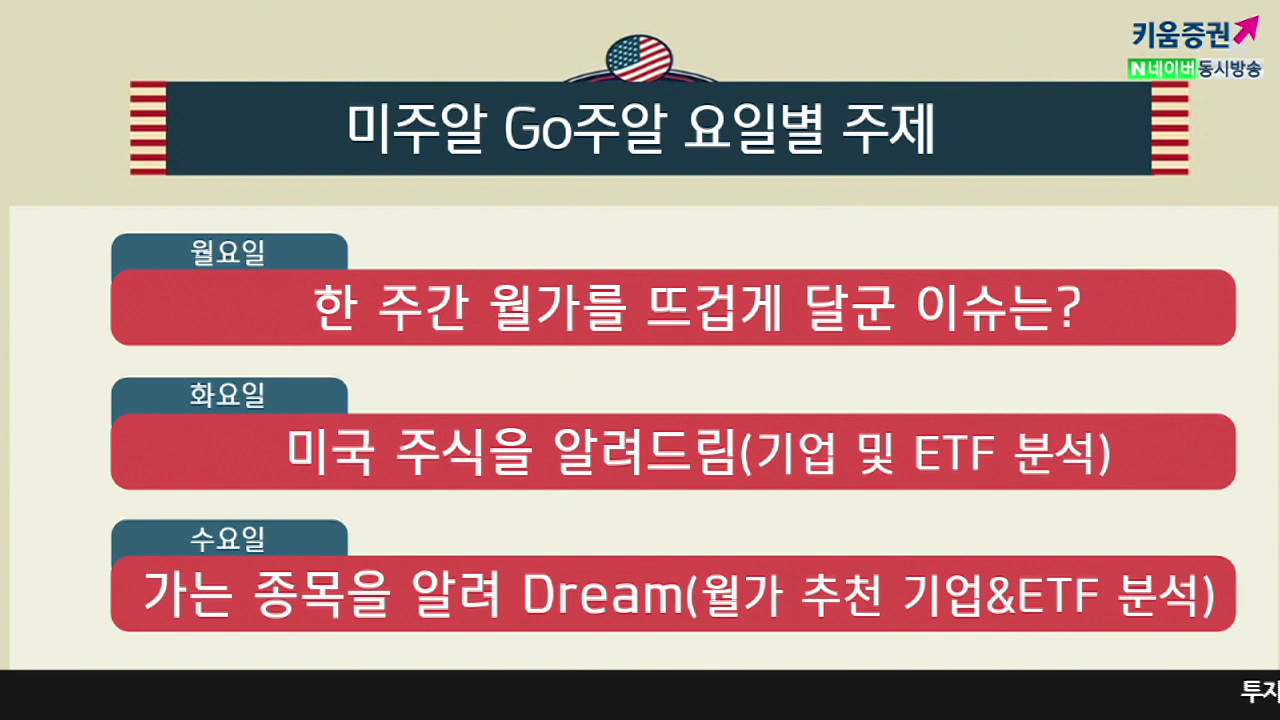 키움증권
N 네이버 동시방송
미주알 Go주알 요일별 주제
월요일
한 주간 월가를 뜨겁게 달군 이슈는?
화요일
미국 주식을 알려드림(기업 및 ETF 분석)
수요일
가는 종목을 알려 Dream(월가 추천 기업&ETF 분석)